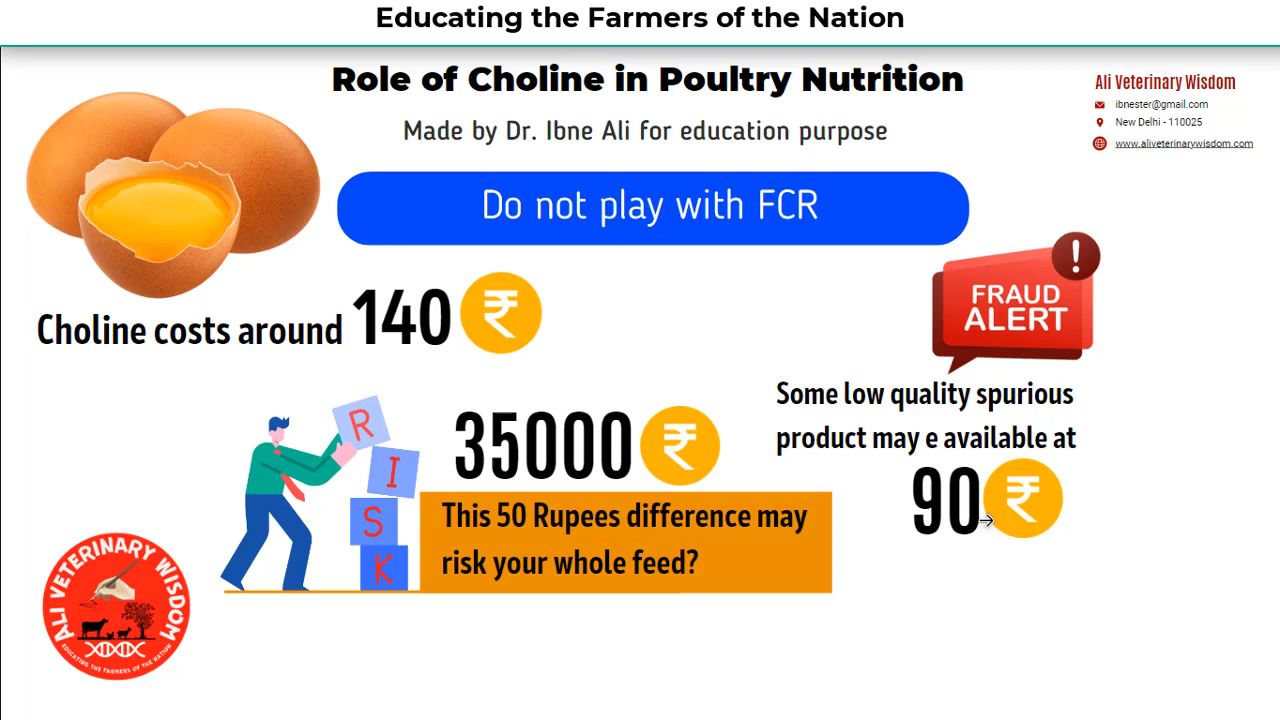 Educating the Farmers of the Nation
Role of Choline in Poultry Nutrition
Made by Dr. Ibne Ali for education purpose
Ali Veterinary Wisdom
ibnester@gmail.com
New Delhi - 110025
www.aliveterinarywisdom.com
Do not play with FCR
Choline costs around 140 ₹
FRAUD
ALERT
!
Some low quality spurious
product may e available at
90 ₹
35000 ₹
This 50 Rupees difference may
risk your whole feed?
R
I
S
K
ALI VETERINARY WISDOM
EDUCATING THE FARMERS OF THE NATION